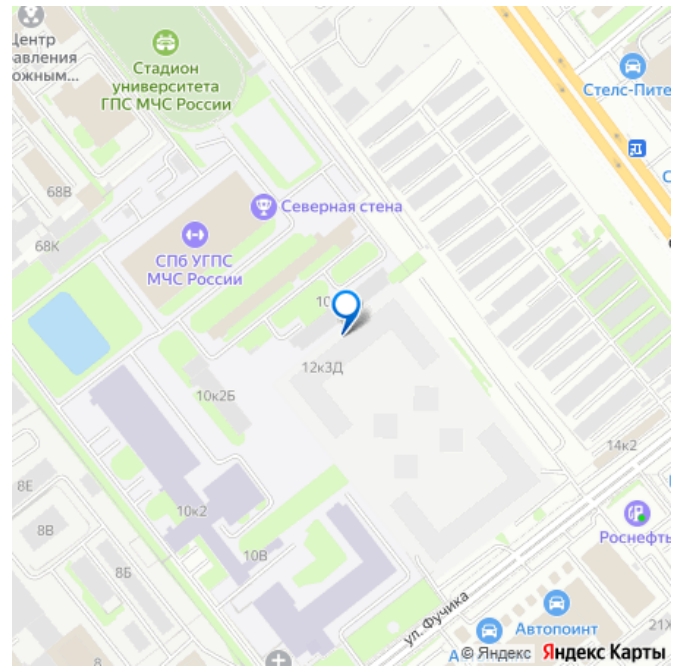 Центр
равления
ожным...
Стадион
университета
ГПС МЧС России
Стелс-Пите
68В
Северная стена
68К
СПб УГПС
МЧС России
10
12к3Д
10к2Б
14к2
8Е
10к2
Роснефть
8В
10В
8Б
ул. Фучика
Автопоинт
21
8
© Яндекс Яндекс Карты